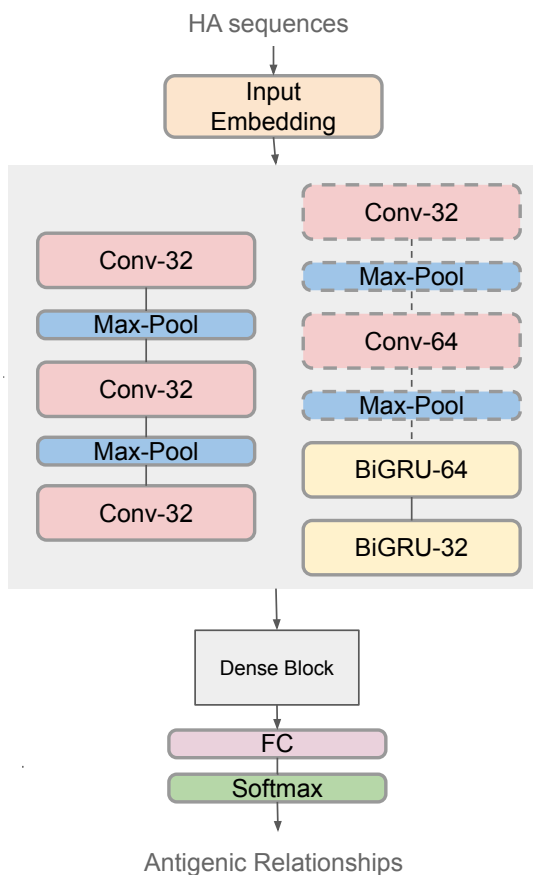 HA sequences
Input
Embedding
Conv-32
Max-Pool
Conv-32
Max-Pool
Conv-32
Conv-32
Max-Pool
Conv-64
Max-Pool
BiGRU-64
BiGRU-32
Dense Block
FC
Softmax
Antigenic Relationships